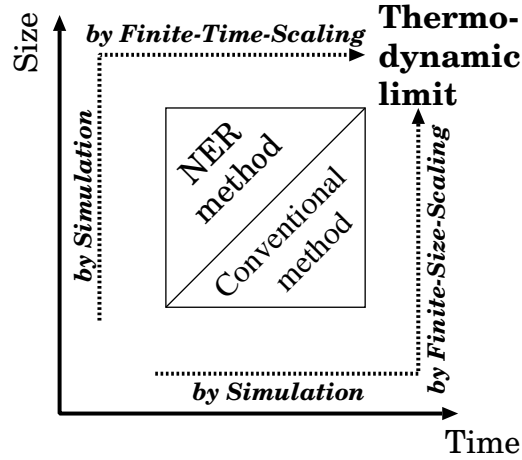 Size
by Finite-Time-Scaling
Thermo-
dynamic
limit
by Simulation
NER
method
Conventional
method
by Finite-Size-Scaling
by Simulation
Time